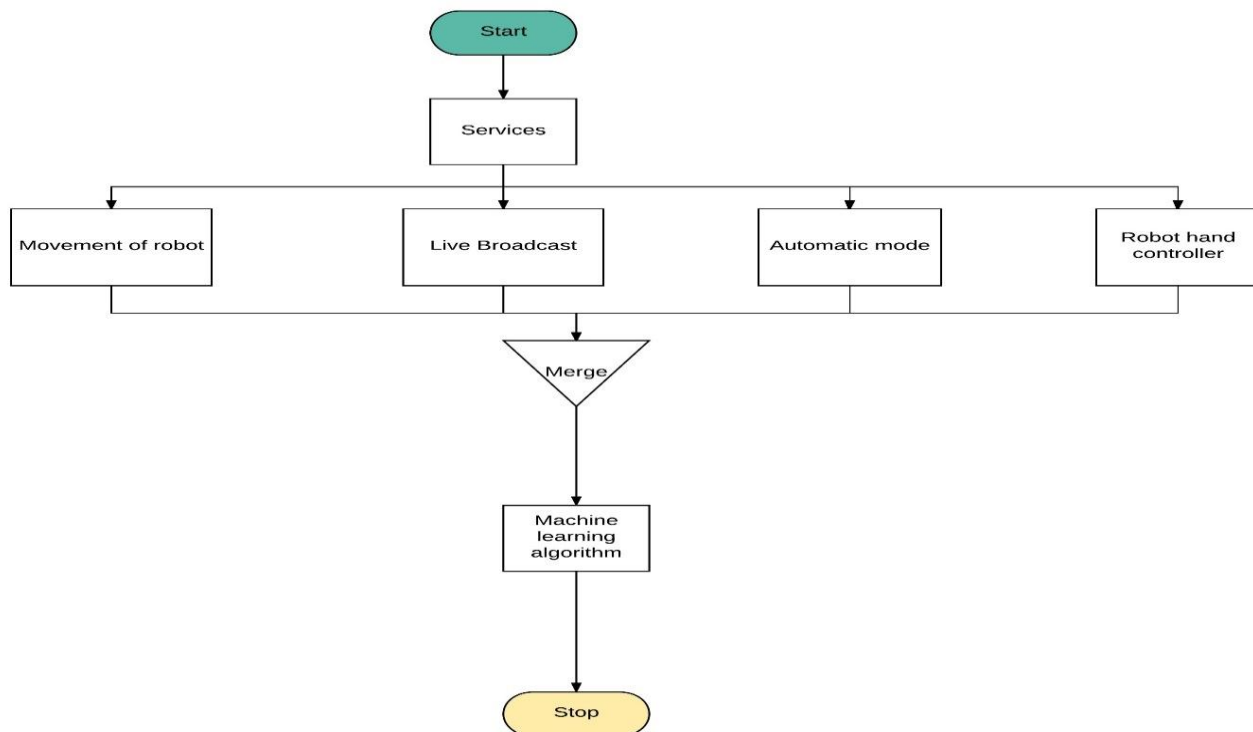 Start
Services
Movement of robot
Live Broadcast
Automatic mode
Robot hand
controller
Merge
Machine
learning
algorithm
Stop